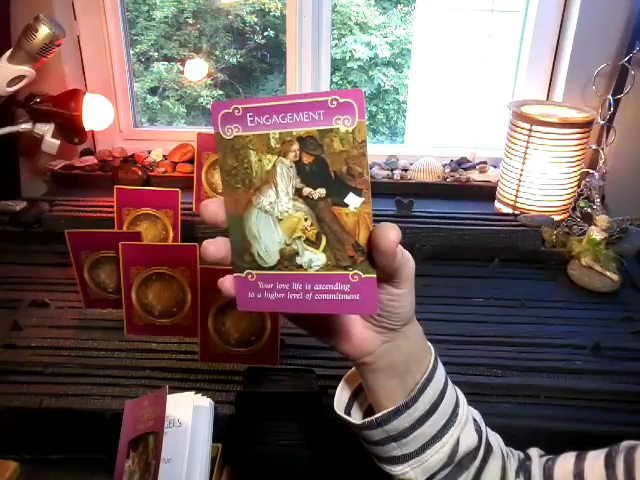 ENGAGEMENT
Your love life is ascending
to a higher level of commitment